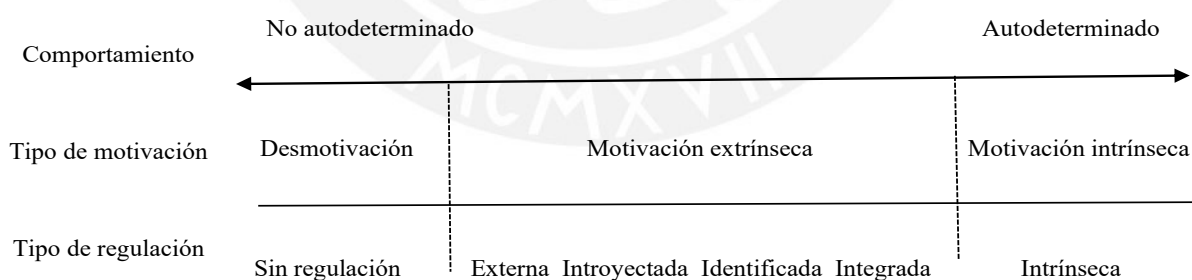 No autodeterminado Autodeterminado
Comportamiento
MCMXVII
Tipo de motivación Desmotivación Motivación extrínseca Motivación intrínseca
Tipo de regulación
Sin regulación Externa Introyectada Identificada Integrada Intrínseca